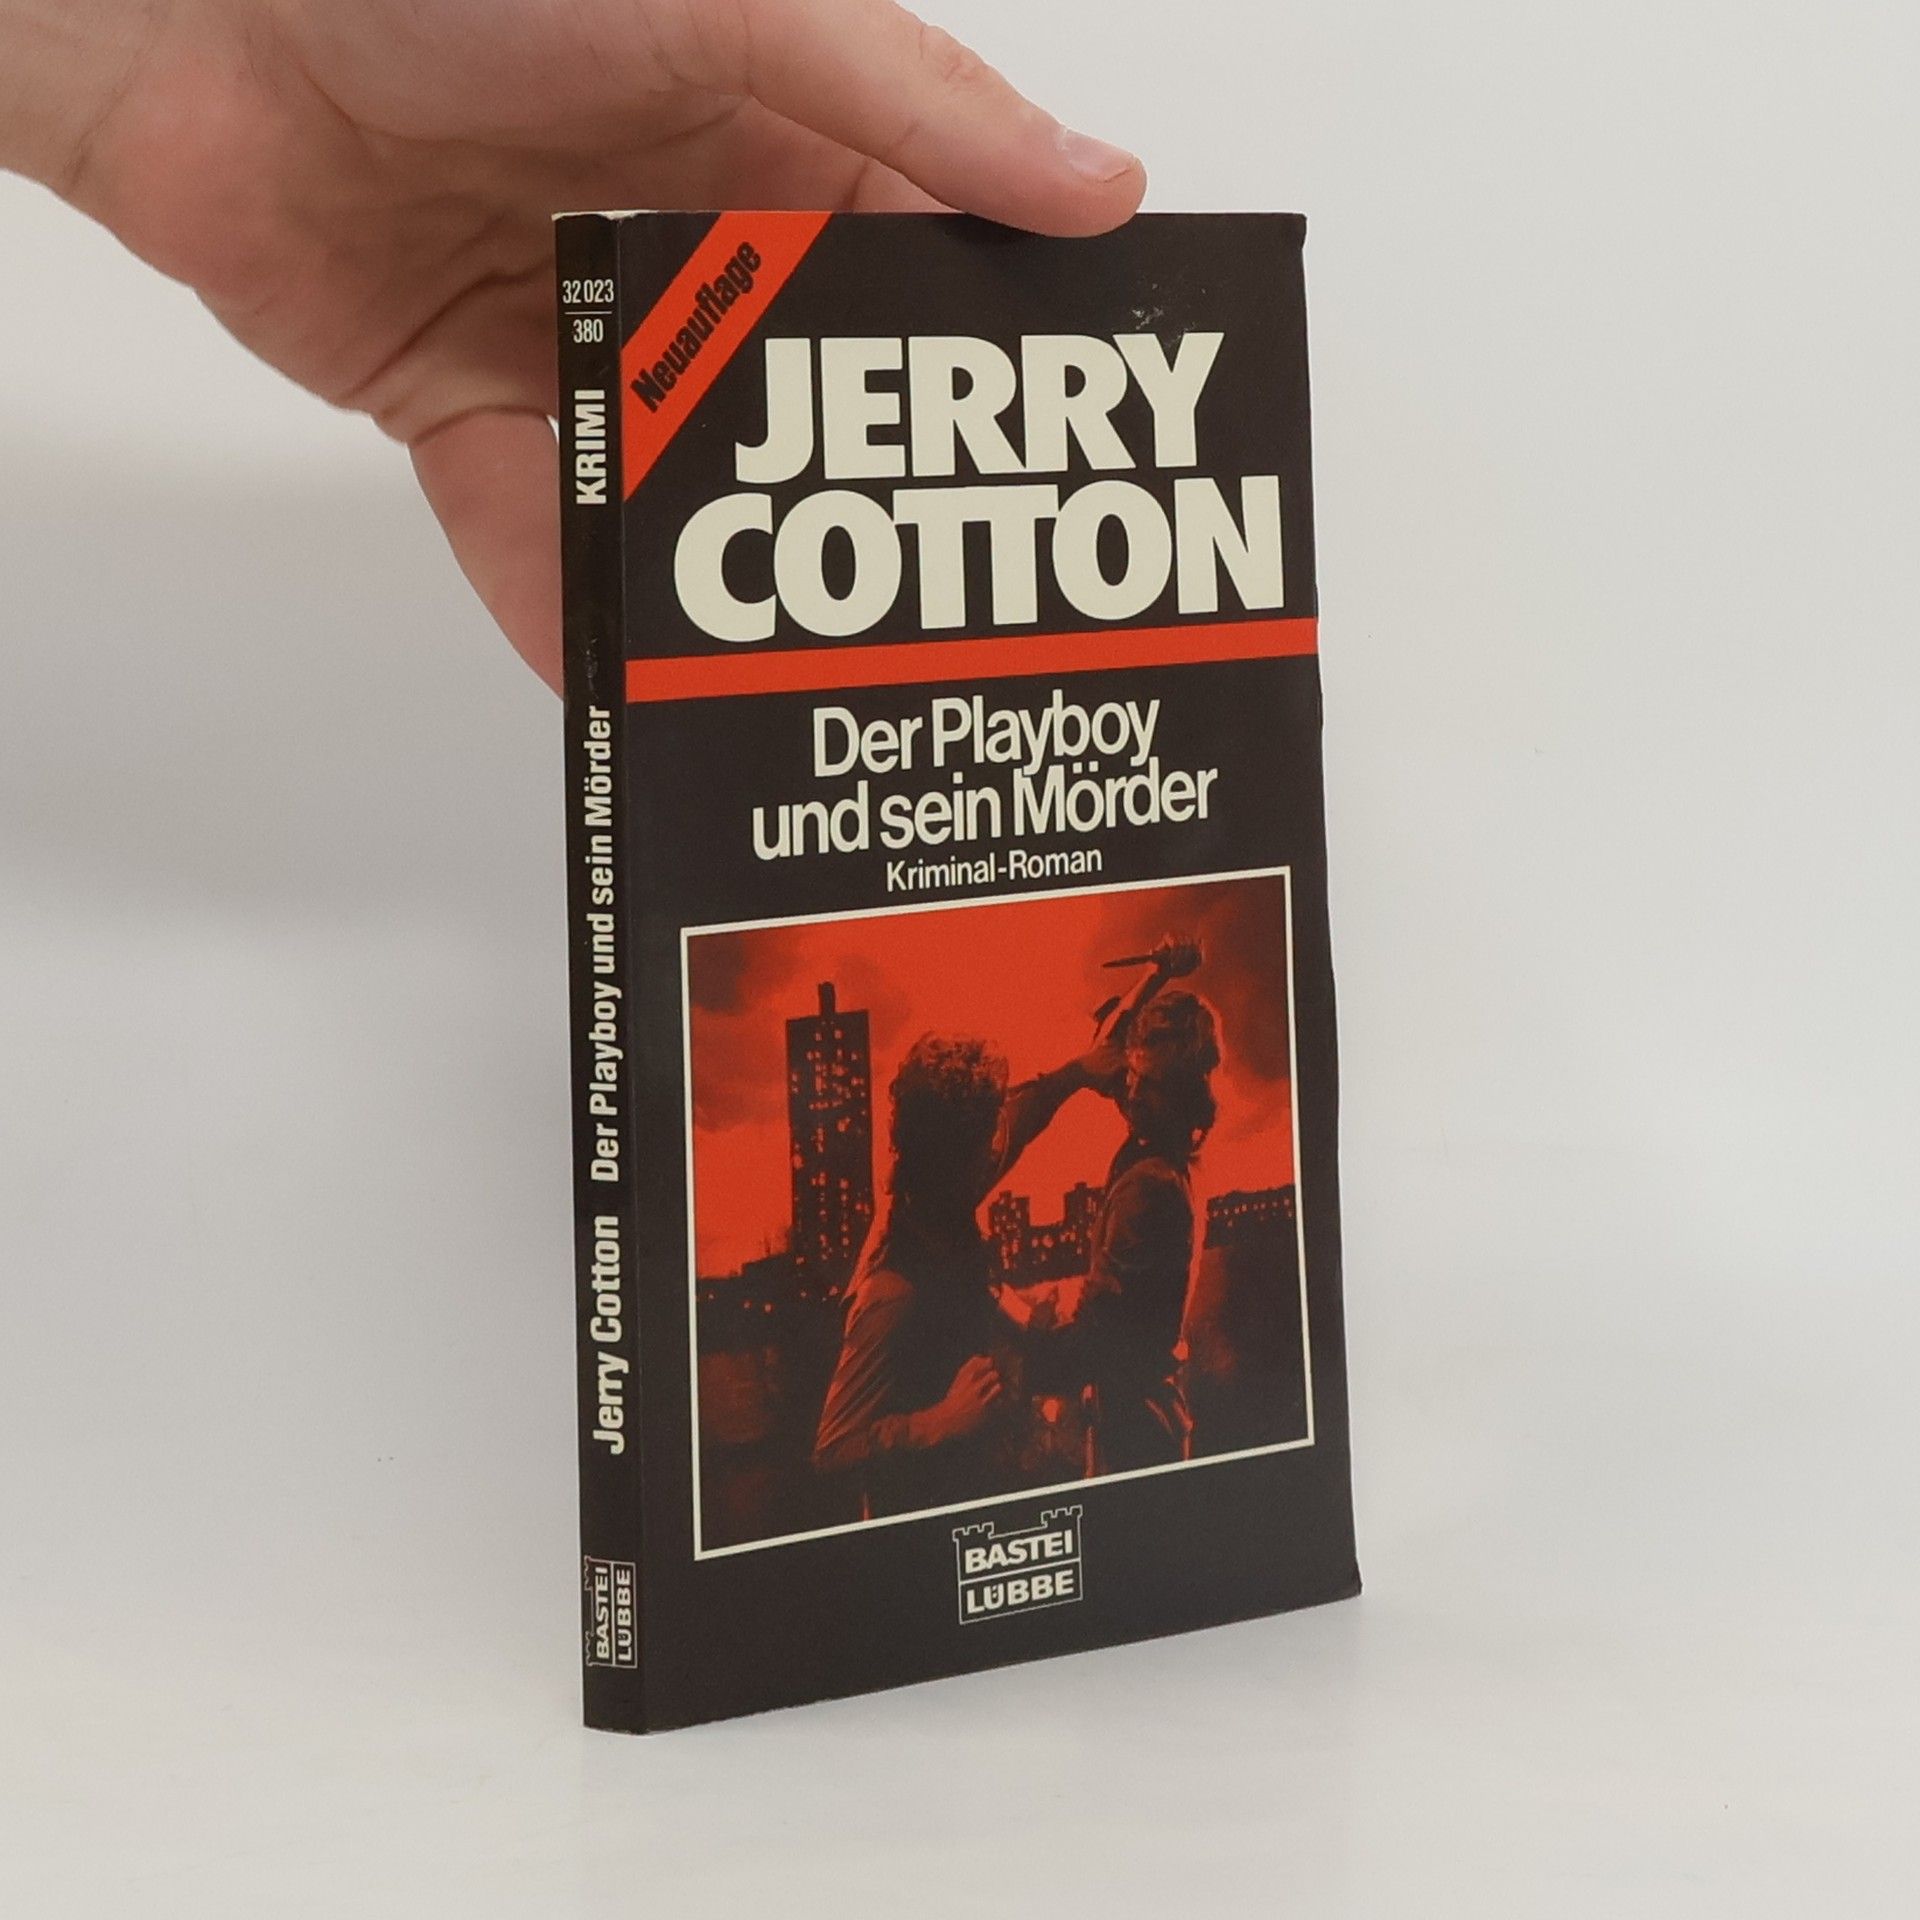 32023
380
KRIMI
Jerry Cotton Der Playboy und sein Mörder
BASTEI
LÜBBE
Neuauflage
JERRY
COTTON
Der Playboy
und sein Mörder
Kriminal-Roman
BASTEI
LÜBBE